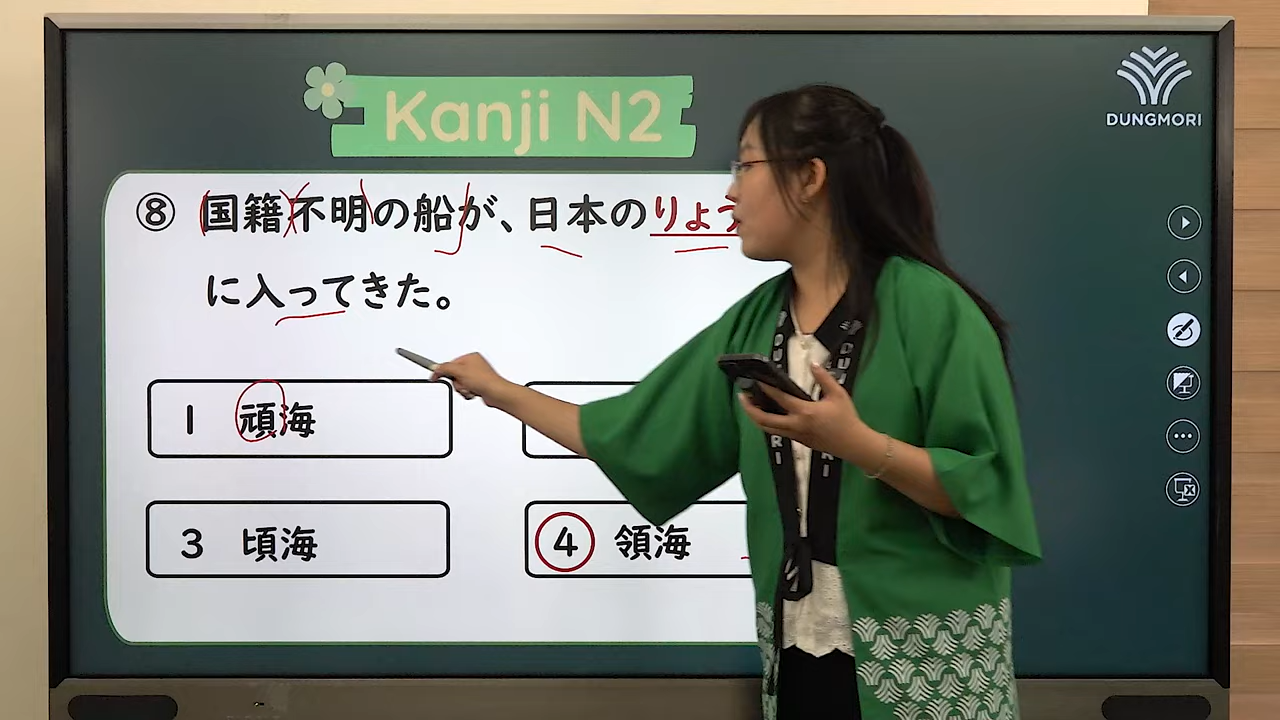 Kanji N2
DUNGMORI
⑧ 国籍不明の船が、日本のりょう
に入ってきた。
1 頑海
3 頃海
4 領海